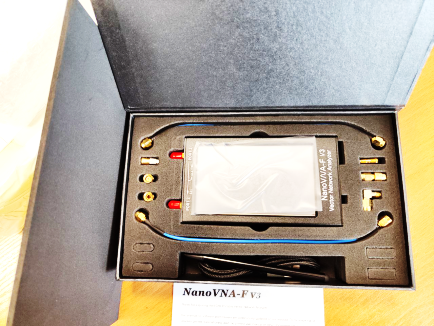 NanoVNA-F V3
Vector Network Analyzer
NanoVNA-F V3